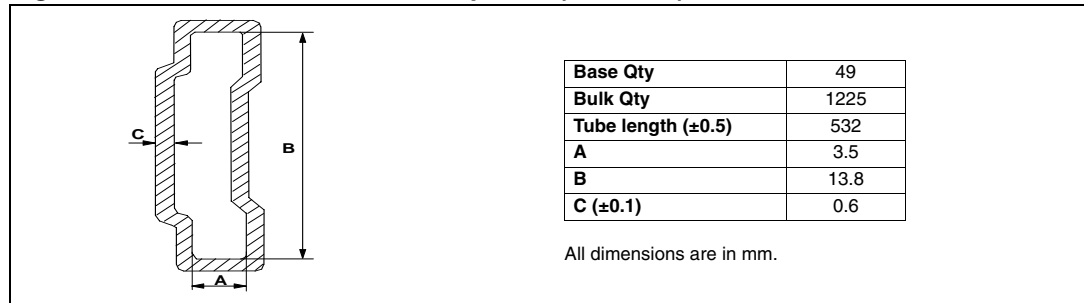 C
B
A
Base Qty 49
Bulk Qty 1225
Tube length (±0.5) 532
A 3.5
B 13.8
C (±0.1) 0.6
All dimensions are in mm.